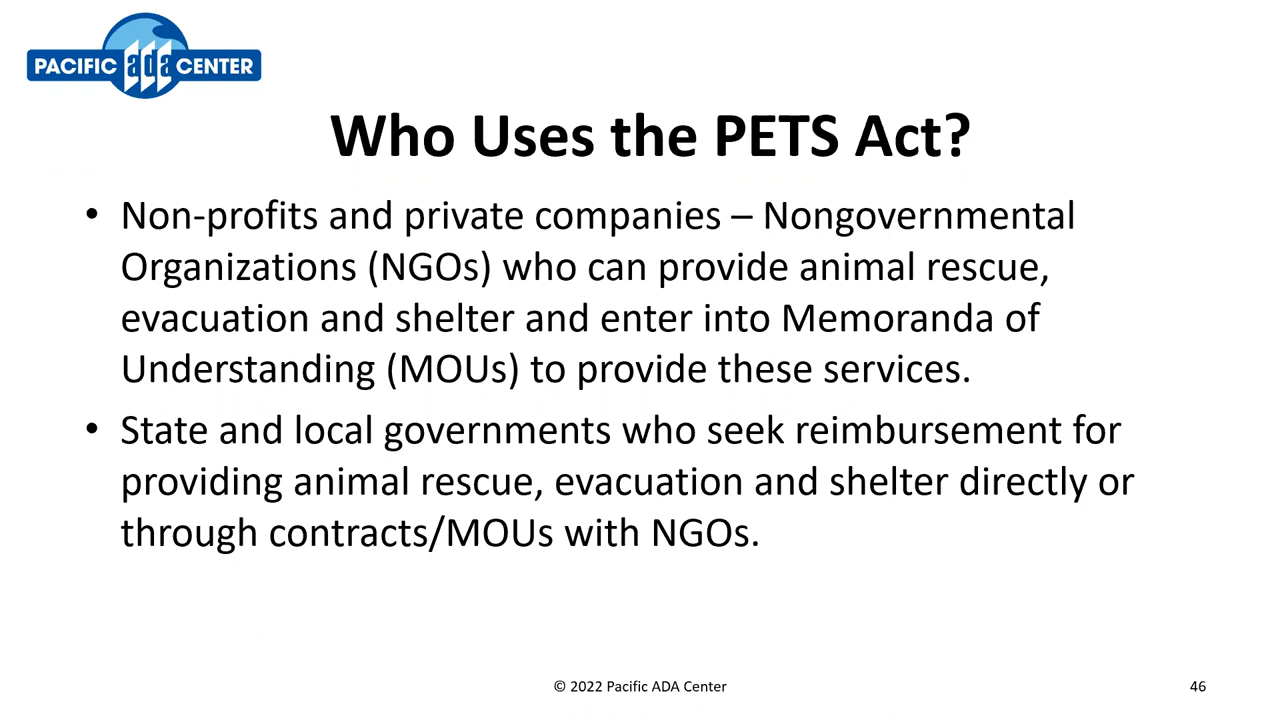 PACIFIC ada CENTER
Who Uses the PETS Act?
• Non-profits and private companies – Nongovernmental
Organizations (NGOs) who can provide animal rescue,
evacuation and shelter and enter into Memoranda of
Understanding (MOUs) to provide these services.
• State and local governments who seek reimbursement for
providing animal rescue, evacuation and shelter directly or
through contracts/MOUs with NGOs.
© 2022 Pacific ADA Center
46